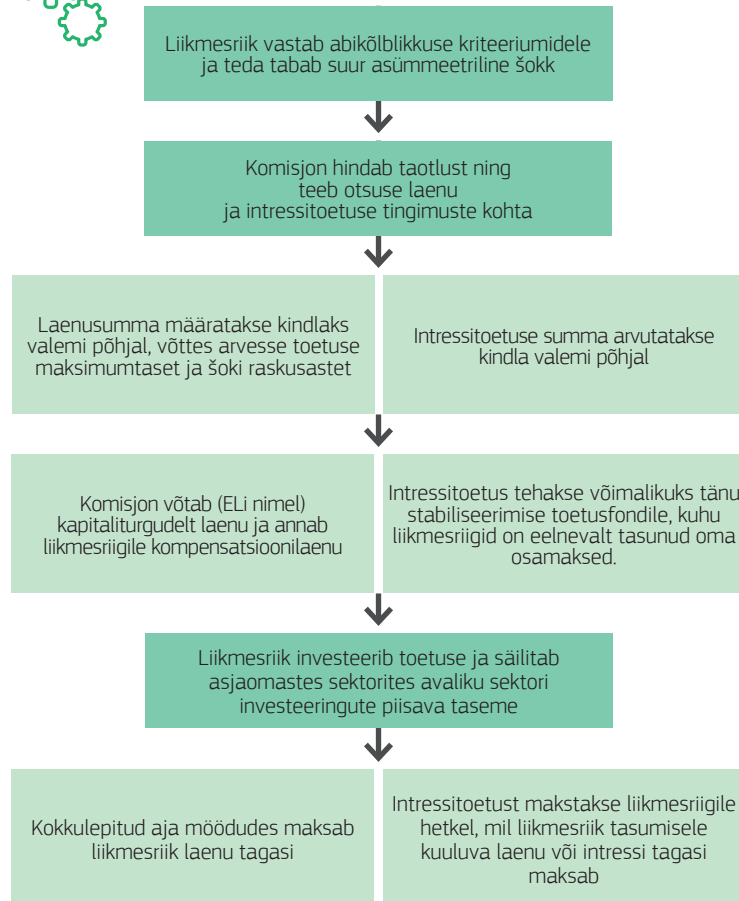 Liikmesriik vastab abikõlblikkuse kriteeriumidele
ja teda tabab suur asümmeetriline šokk
Komisjon hindab taotlust ning
teeb otsuse laenu
ja intressitoetuse tingimuste kohta
Laenusumma määratakse kindlaks
valemi põhjal, võttes arvesse toetuse
maksimumtaset ja šoki raskusastet
Intressitoetuse summa arvutatakse
kindla valemi põhjal
Komisjon võtab (ELi nimel)
kapitaliturgudelt laenu ja annab
liikmesriigile kompensatsioonilaenu
Intressitoetus tehakse võimalikuks tänu
stabiliseerimise toetusfondile, kuhu
liikmesriigid on eelnevalt tasunud oma
osamaksed.
Liikmesriik investeerib toetuse ja säilitab
asjaomastes sektorites avaliku sektori
investeeringute piisava taseme
Kokkulepitud aja möödudes maksab
liikmesriik laenu tagasi
Intressitoetust makstakse liikmesriigile
hetkel, mil liikmesriik tasumisele
kuuluva laenu või intressi tagasi
maksab